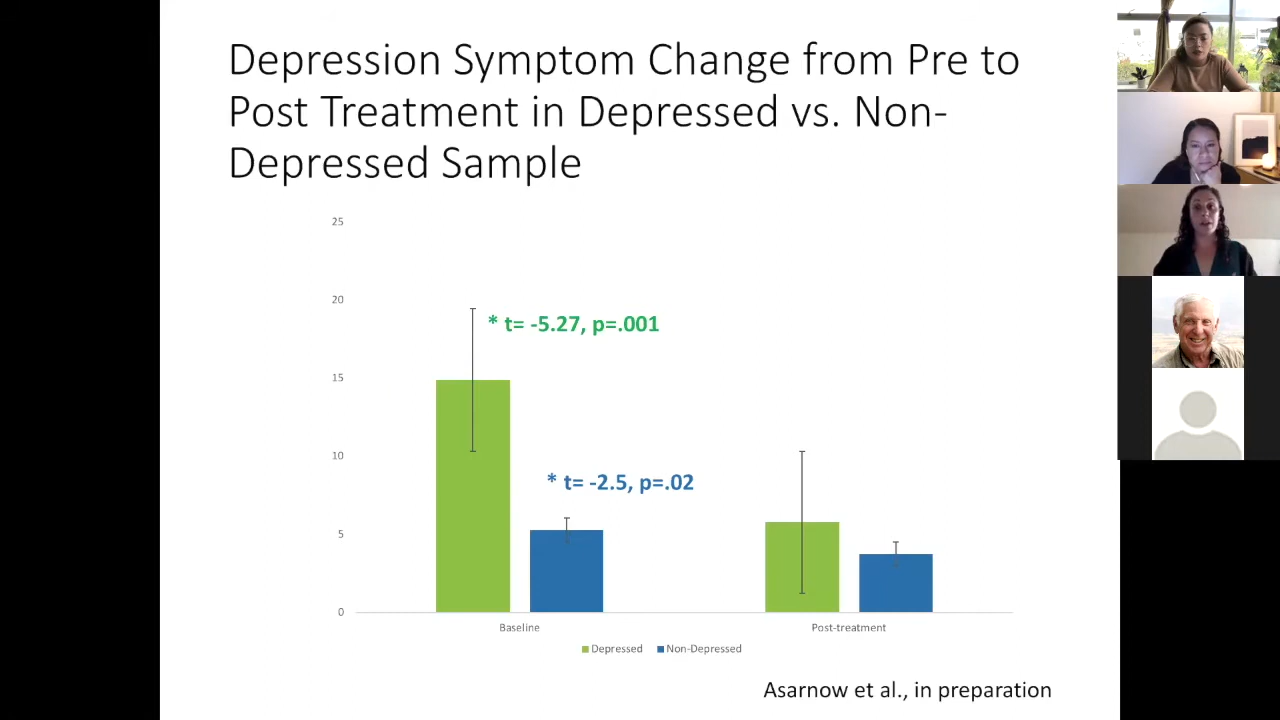 Depression Symptom Change from Pre to
Post Treatment in Depressed vs. Non-
Depressed Sample
25
20
* t= -5.27, p=.001
15
10
* t= -2.5, p=.02
5
0
Baseline
Post-treatment
Depressed
Non-Depressed
Asarnow et al., in preparation